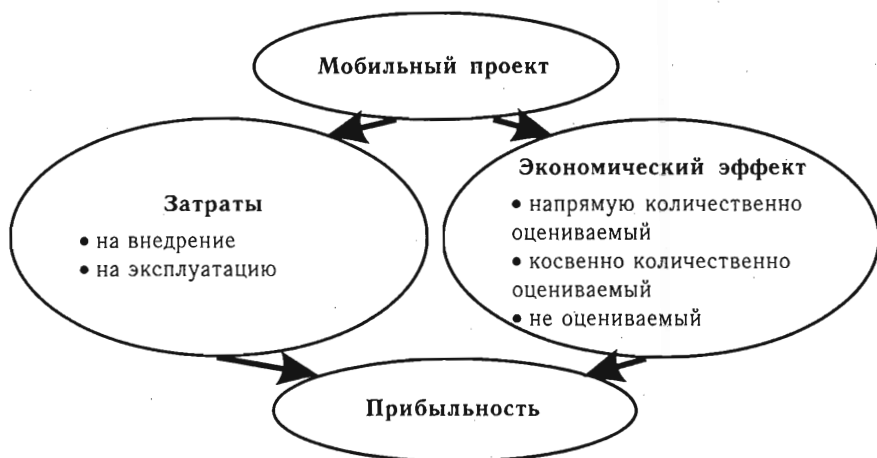 Мобильный проект
Затраты
• на внедрение
• на эксплуатацию
Экономический эффект
• напрямую количественно
оцениваемый
• косвенно количественно
оцениваемый
• не оцениваемый
Прибыльность